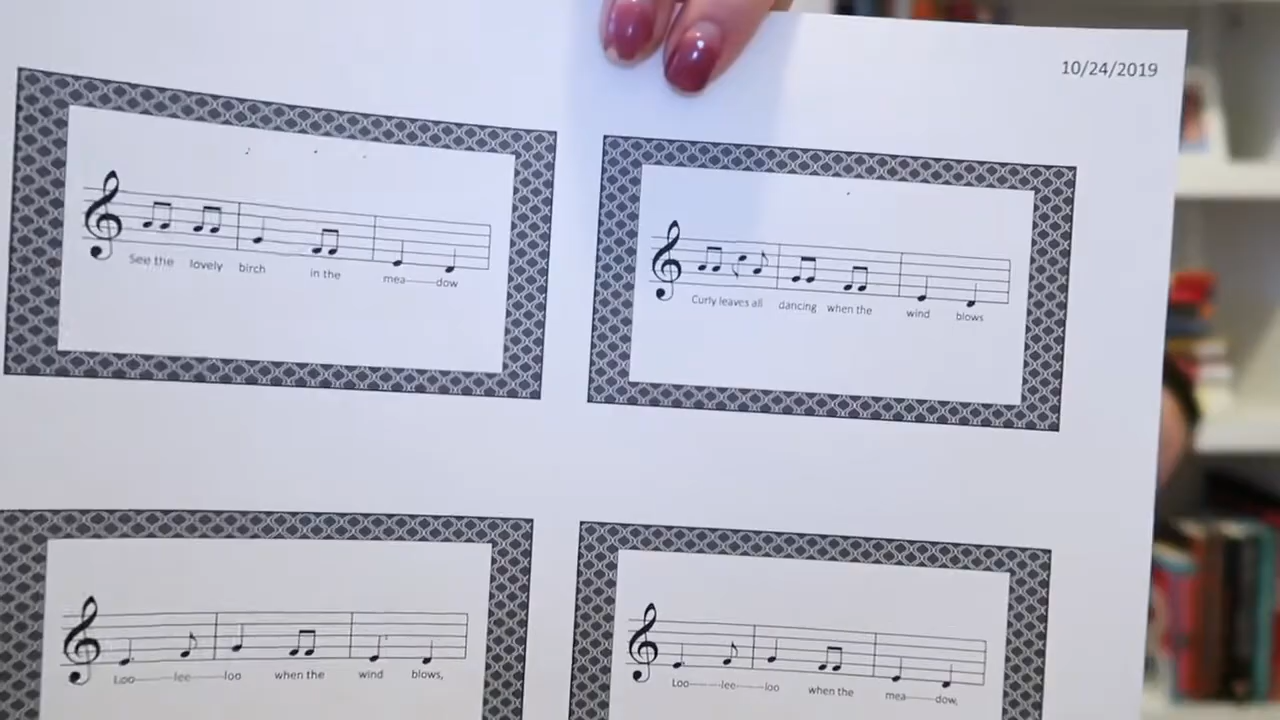 10/24/2019
See the lovely birch in the mea——dow
Curly leaves all dancing when the wind blows
Loo——lee——loo when the wind blows,
Loo——lee——loo when the mea——dow,